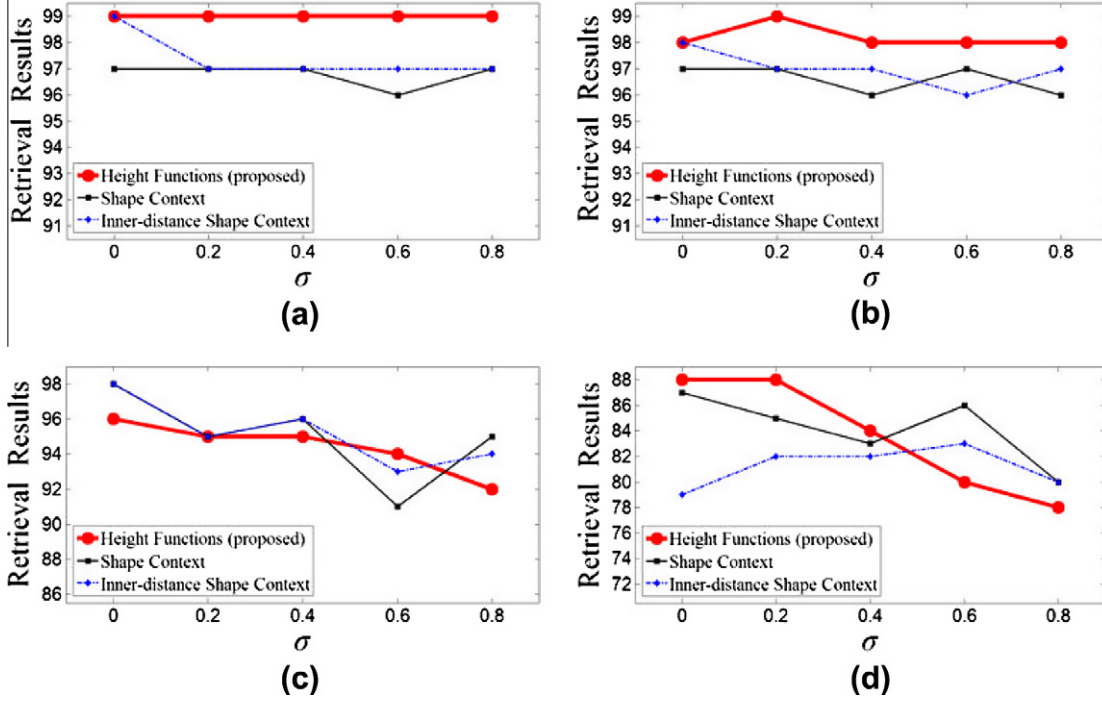 Retrieval Results
99
98
97
96
95
94
93
92
91
Height Functions (proposed)
Shape Context
Inner-distance Shape Context
0 0.2 0.4 0.6 0.8
σ
(a)
Retrieval Results
99
98
97
96
95
94
93
92
91
Height Functions (proposed)
Shape Context
Inner-distance Shape Context
0 0.2 0.4 0.6 0.8
σ
(b)
Retrieval Results
98
96
94
92
90
88
86
Height Functions (proposed)
Shape Context
Inner-distance Shape Context
0 0.2 0.4 0.6 0.8
σ
(c)
Retrieval Results
88
86
84
82
80
78
76
74
72
Height Functions (proposed)
Shape Context
Inner-distance Shape Context
0 0.2 0.4 0.6 0.8
σ
(d)